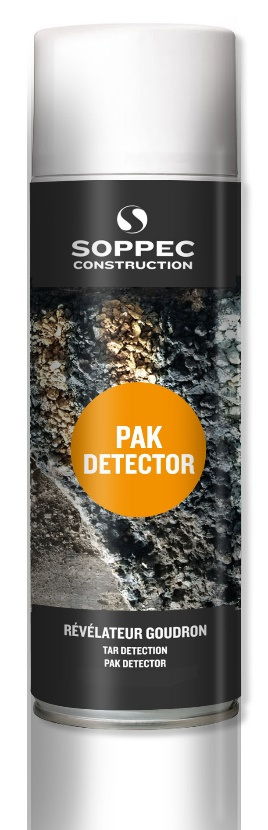 SOPPEC
CONSTRUCTION
PAK
DETECTOR
RÉVÉLATEUR GOUDRON
TAR DETECTION
PAK DETECTOR